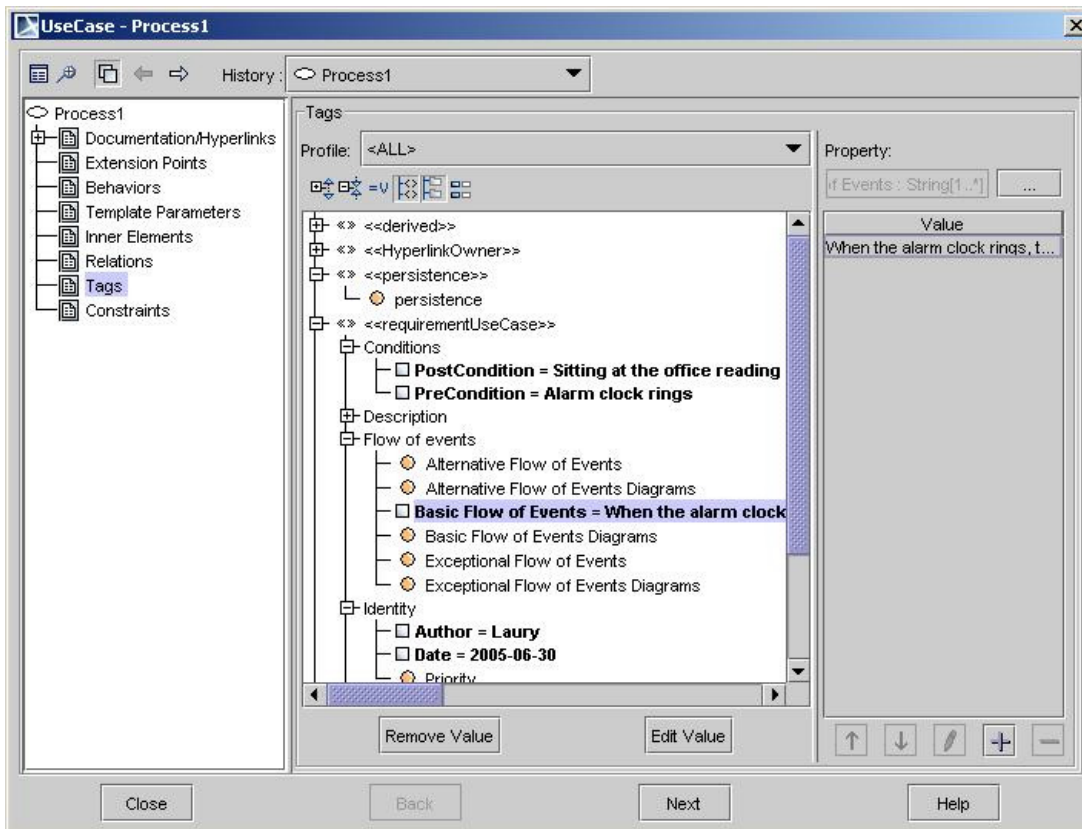 UseCase - Process1
History : Process1
Process1
Documentation/Hyperlinks
Extension Points
Behaviors
Template Parameters
Inner Elements
Relations
Tags
Constraints
Tags
Profile: <ALL>
=V
«» <<derived>>
«» <<HyperlinkOwner>>
«» <<persistence>>
persistence
«» <<requirementUseCase>>
Conditions
PostCondition = Sitting at the office reading
PreCondition = Alarm clock rings
Description
Flow of events
Alternative Flow of Events
Alternative Flow of Events Diagrams
Basic Flow of Events = When the alarm clock
Basic Flow of Events Diagrams
Exceptional Flow of Events
Exceptional Flow of Events Diagrams
Identity
Author = Laury
Date = 2005-06-30
Priority
Remove Value Edit Value
Property:
f Events : String[1..*] ...
Value
When the alarm clock rings, t...
Close Back Next Help